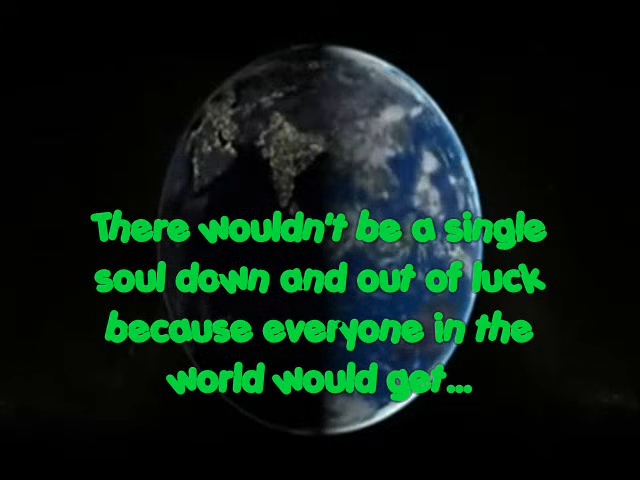 There wouldn't be a single
soul down and out of luck
because everyone in the
world would get...